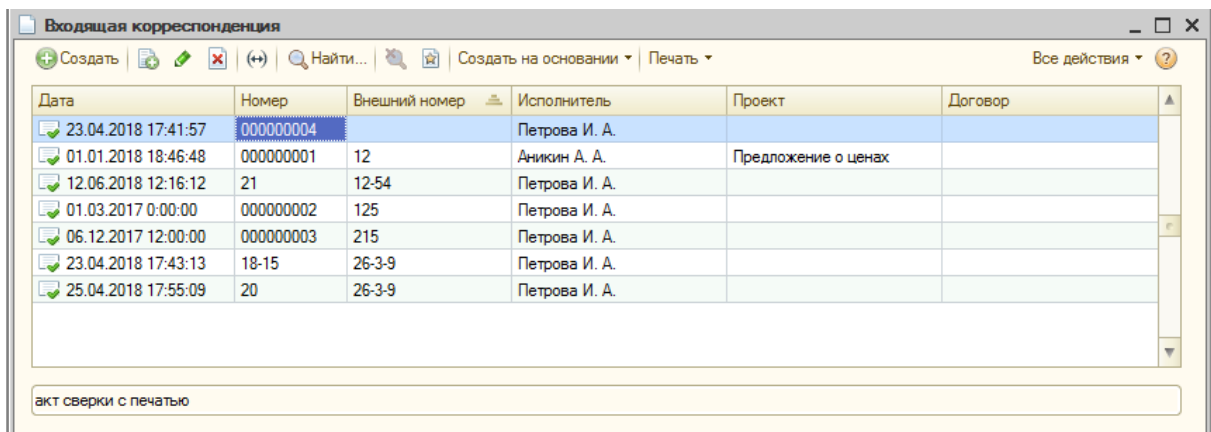 Входящая корреспонденция
Создать Найти... Создать на основании Печать Все действия ?
Дата Номер Внешний номер Исполнитель Проект Договор
23.04.2018 17:41:57 000000004 Петрова И. А.
01.01.2018 18:46:48 000000001 12 Аникин А. А. Предложение о ценах
12.06.2018 12:16:12 21 12-54 Петрова И. А.
01.03.2017 0:00:00 000000002 125 Петрова И. А.
06.12.2017 12:00:00 000000003 215 Петрова И. А.
23.04.2018 17:43:13 18-15 26-3-9 Петрова И. А.
25.04.2018 17:55:09 20 26-3-9 Петрова И. А.
акт сверки с печатью